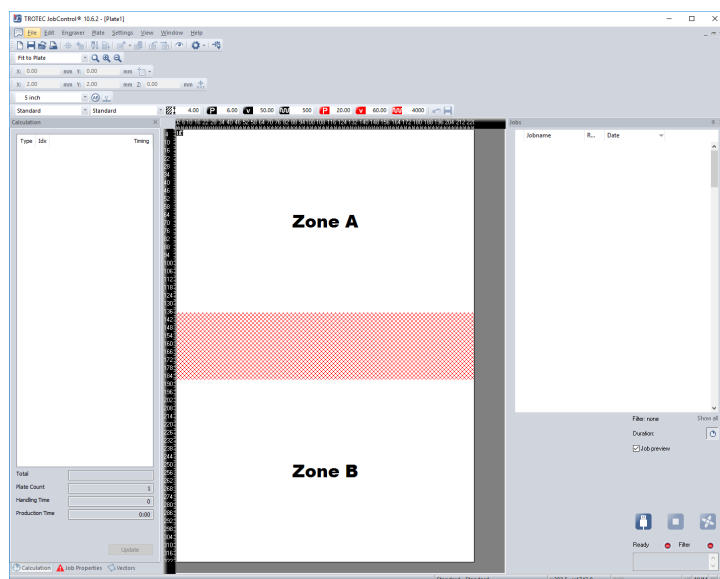 TROTEC JobControl® 10.6.2 - [Plate1]
File Edit Engraver Plate Settings View Window Help
Fit to Plate
X: 0.00 mm Y: 0.00 mm
X: 2.00 mm Y: 2.00 mm Z: 0.00 mm
5 inch
Standard Standard 4.00 P 6.00 V 50.00 500 P 20.00 V 60.00 4000
Calculation
Jobs
Type Idx Timing
Jobname R... Date
Zone A
Zone B
Filter: none Show all
Duration:
Job preview
Total
Plate Count 1
Handling Time 0
Production Time 0:00
Update
Ready Filter
Calculation Job Properties Vectors